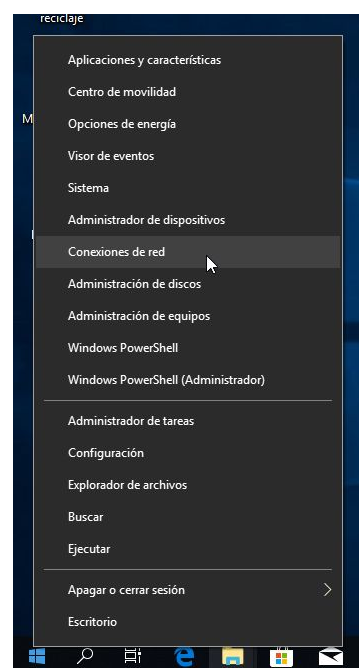 reciclaje
Aplicaciones y características
Centro de movilidad
Opciones de energía
Visor de eventos
Sistema
Administrador de dispositivos
Conexiones de red
Administración de discos
Administración de equipos
Windows PowerShell
Windows PowerShell (Administrador)
Administrador de tareas
Configuración
Explorador de archivos
Buscar
Ejecutar
Apagar o cerrar sesión
Escritorio